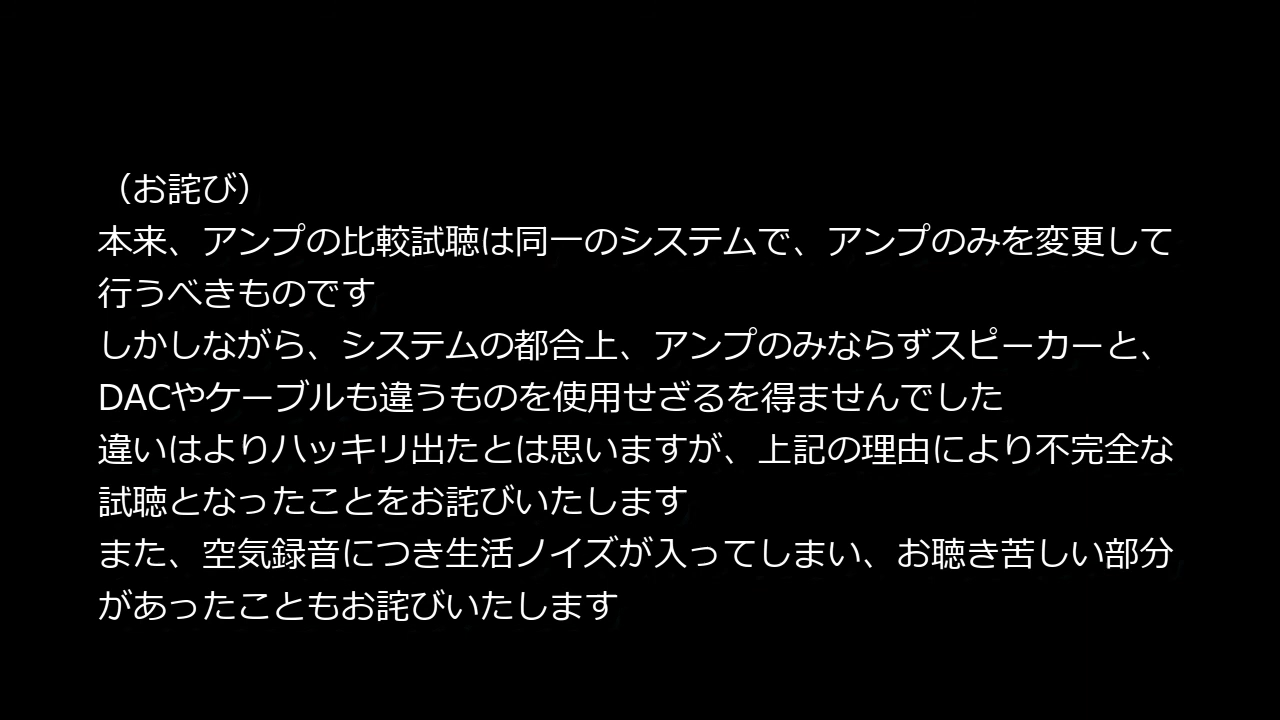 （お詫び）
本来、アンプの比較試聴は同一のシステムで、アンプのみを変更して
行うべきものです
しかしながら、システムの都合上、アンプのみならずスピーカーと、
DACやケーブルも違うものを使用せざるを得ませんでした
違いはよりハッキリ出たとは思いますが、上記の理由により不完全な
試聴となったことをお詫びいたします
また、空気録音につき生活ノイズが入ってしまい、お聴き苦しい部分
があったこともお詫びいたします